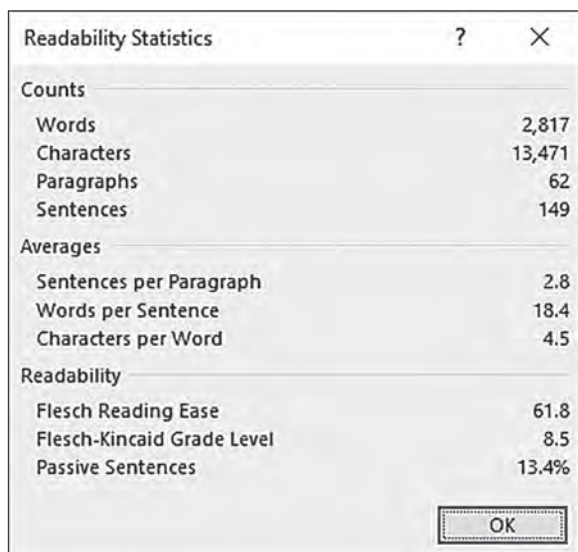 Readability Statistics ? ×
Counts
Words 2,817
Characters 13,471
Paragraphs 62
Sentences 149
Averages
Sentences per Paragraph 2.8
Words per Sentence 18.4
Characters per Word 4.5
Readability
Flesch Reading Ease 61.8
Flesch-Kincaid Grade Level 8.5
Passive Sentences 13.4%
OK